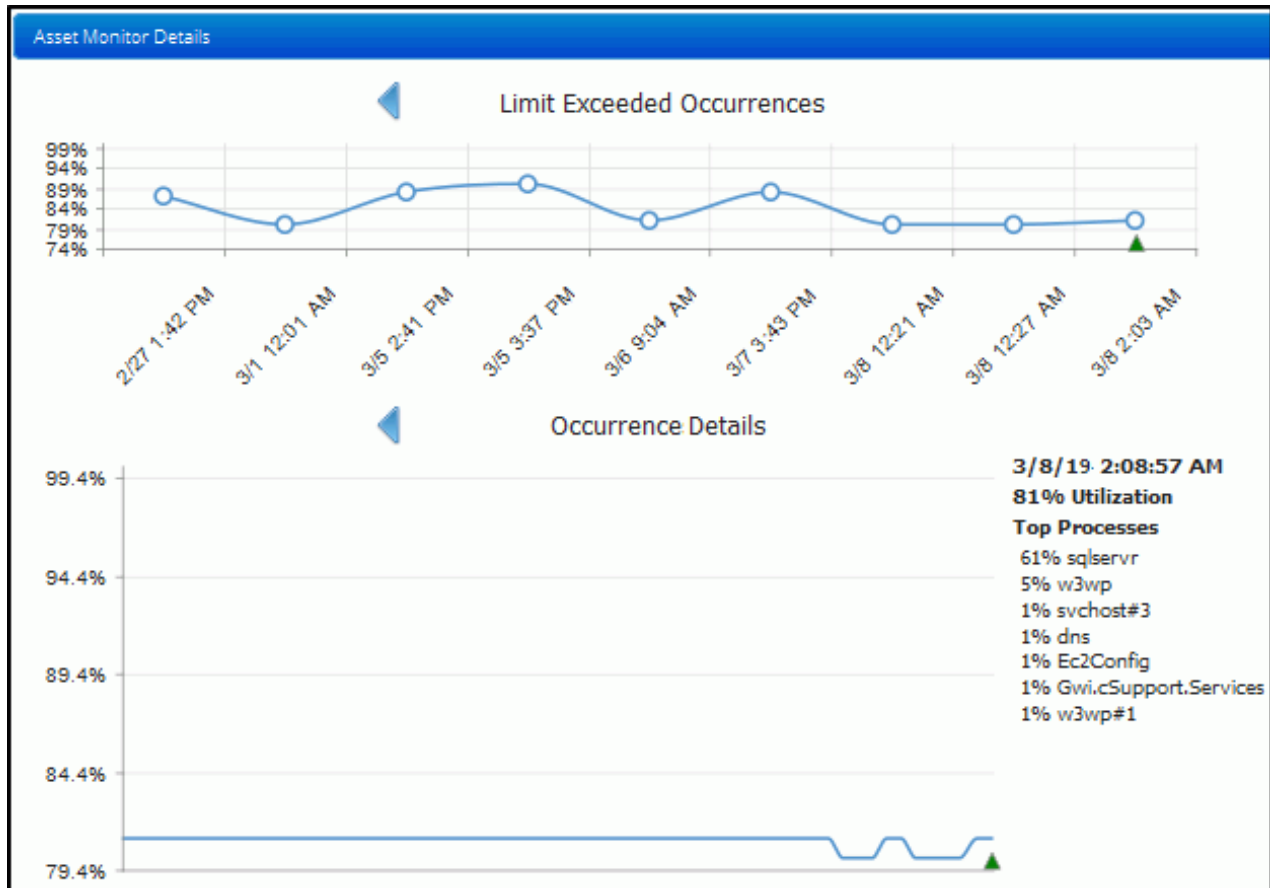 Asset Monitor Details
Limit Exceeded Occurrences
99%
94%
89%
84%
79%
74%
2/27 1:42 PM
3/1 12:01 AM
3/5 2:41 PM
3/5 3:37 PM
3/6 9:04 AM
3/7 3:43 PM
3/8 12:21 AM
3/8 12:27 AM
3/8 2:03 AM
Occurrence Details
99.4%
94.4%
89.4%
84.4%
79.4%
3/8/19 2:08:57 AM
81% Utilization
Top Processes
61% sqlservr
5% w3wp
1% svchost#3
1% dns
1% Ec2Config
1% Gwi.cSupport.Services
1% w3wp#1